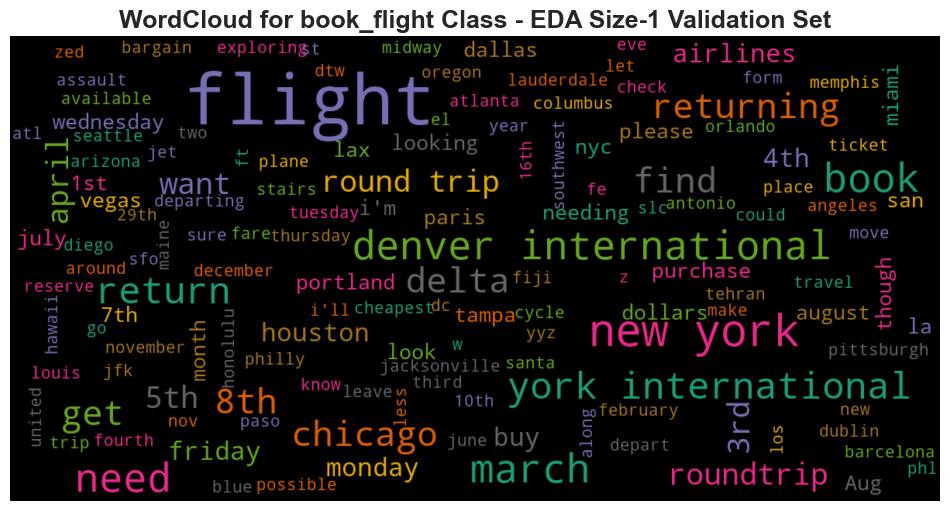 WordCloud for book_flight Class - EDA Size-1 Validation Set
zed bargain exploring st midway dallas eve airlines
assault dtw oregon lauderdale let check form memphis miami
available flight atlanta columbus returning
wednesday el year southwest please orlando
atl seattle two jet lax looking 16th nyc 4th ticket
april arizona ft plane round trip find book
1st want stairs fe place san
vegas departing tuesday i'm needing slc antonio could angeles
29th paris
july diego maine sure fare thursday denver international move
sfo around december portland delta fiji z purchase travel though
reserve return tehran
hawaii 7th i'll cheapest dc tampa cycle dollars make august la
go month honolulu houston yyz new york
november look w pittsburgh
jfk philly jacksonville santa
louis know leave third york international
united get 5th 8th less 10th along february 3rd new
nov paso los dublin
trip fourth chicago june buy depart
friday barcelona
need monday march roundtrip phl
blue possible Aug